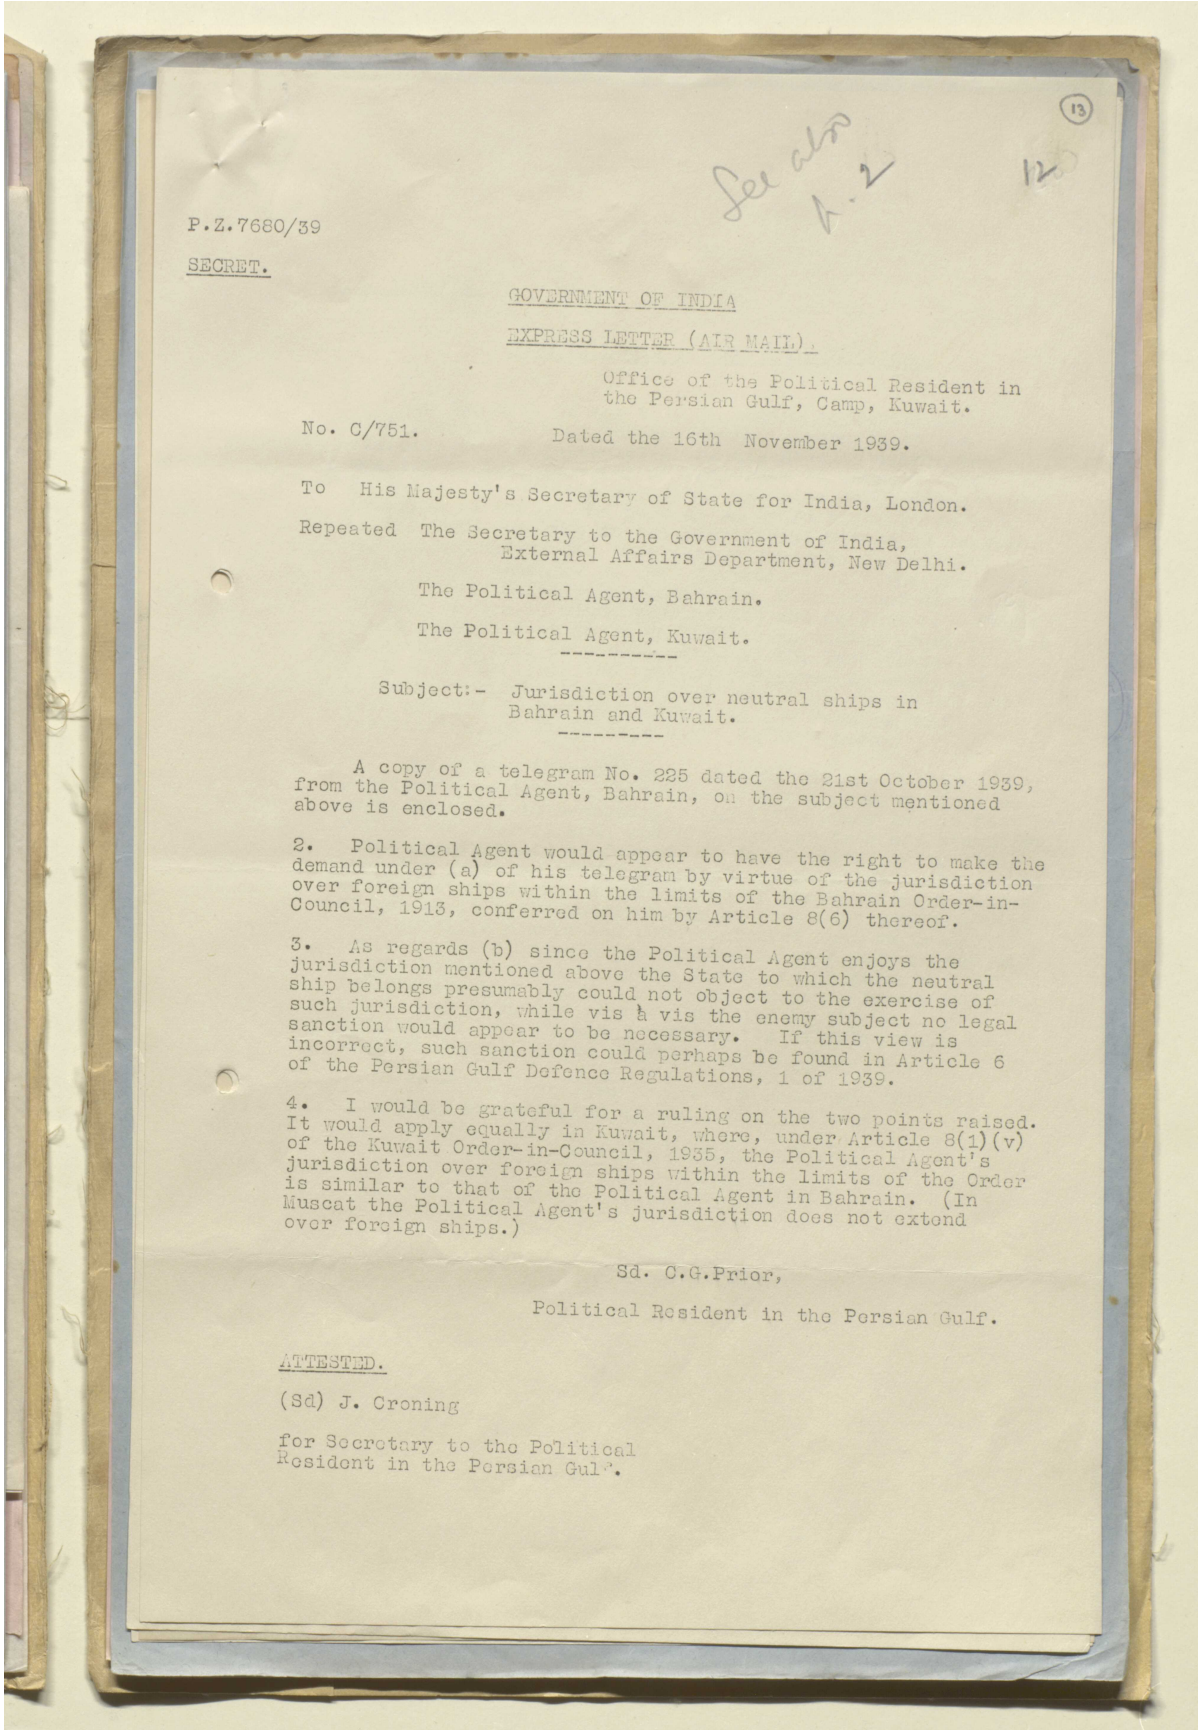 13
See also
p. 2
12
P.Z.7680/39
SECRET.
GOVERNMENT OF INDIA
EXPRESS LETTER (AIR MAIL).
Office of the Political Resident in
the Persian Gulf, Camp, Kuwait.
No. C/751. Dated the 16th November 1939.
To His Majesty's Secretary of State for India, London.
Repeated The Secretary to the Government of India,
External Affairs Department, New Delhi.
The Political Agent, Bahrain.
The Political Agent, Kuwait.
----------
Subject:- Jurisdiction over neutral ships in
Bahrain and Kuwait.
---------
A copy of a telegram No. 225 dated the 21st October 1939,
from the Political Agent, Bahrain, on the subject mentioned
above is enclosed.
2. Political Agent would appear to have the right to make the
demand under (a) of his telegram by virtue of the jurisdiction
over foreign ships within the limits of the Bahrain Order-in-
Council, 1913, conferred on him by Article 8(6) thereof.
3. As regards (b) since the Political Agent enjoys the
jurisdiction mentioned above the State to which the neutral
ship belongs presumably could not object to the exercise of
such jurisdiction, while vis à vis the enemy subject no legal
sanction would appear to be necessary. If this view is
incorrect, such sanction could perhaps be found in Article 6
of the Persian Gulf Defence Regulations, 1 of 1939.
4. I would be grateful for a ruling on the two points raised.
It would apply equally in Kuwait, where, under Article 8(1)(v)
of the Kuwait Order-in-Council, 1935, the Political Agent's
jurisdiction over foreign ships within the limits of the Order
is similar to that of the Political Agent in Bahrain. (In
Muscat the Political Agent's jurisdiction does not extend
over foreign ships.)
Sd. C.G.Prior,
Political Resident in the Persian Gulf.
ATTESTED.
(Sd) J. Croning
for Secretary to the Political
Resident in the Persian Gulf.